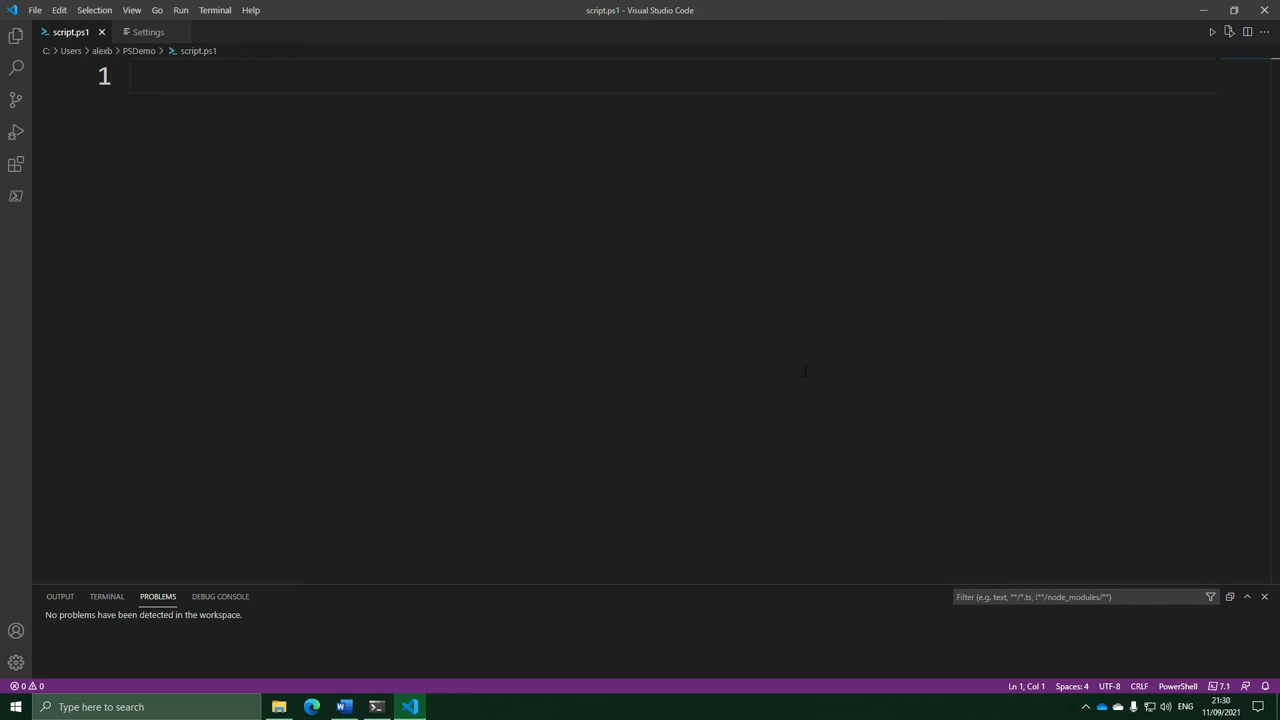 File Edit Selection View Go Run Terminal Help script.ps1 - Visual Studio Code
script.ps1 Settings
C: > Users > alexb > PSDemo > script.ps1
1
OUTPUT TERMINAL PROBLEMS DEBUG CONSOLE Filter (e.g. text, **/*.ts, !**/node_modules/**)
No problems have been detected in the workspace.
0 0 Ln 1, Col 1 Spaces: 4 UTF-8 CRLF PowerShell 7.1
Type here to search ENG 21:30
11/09/2021